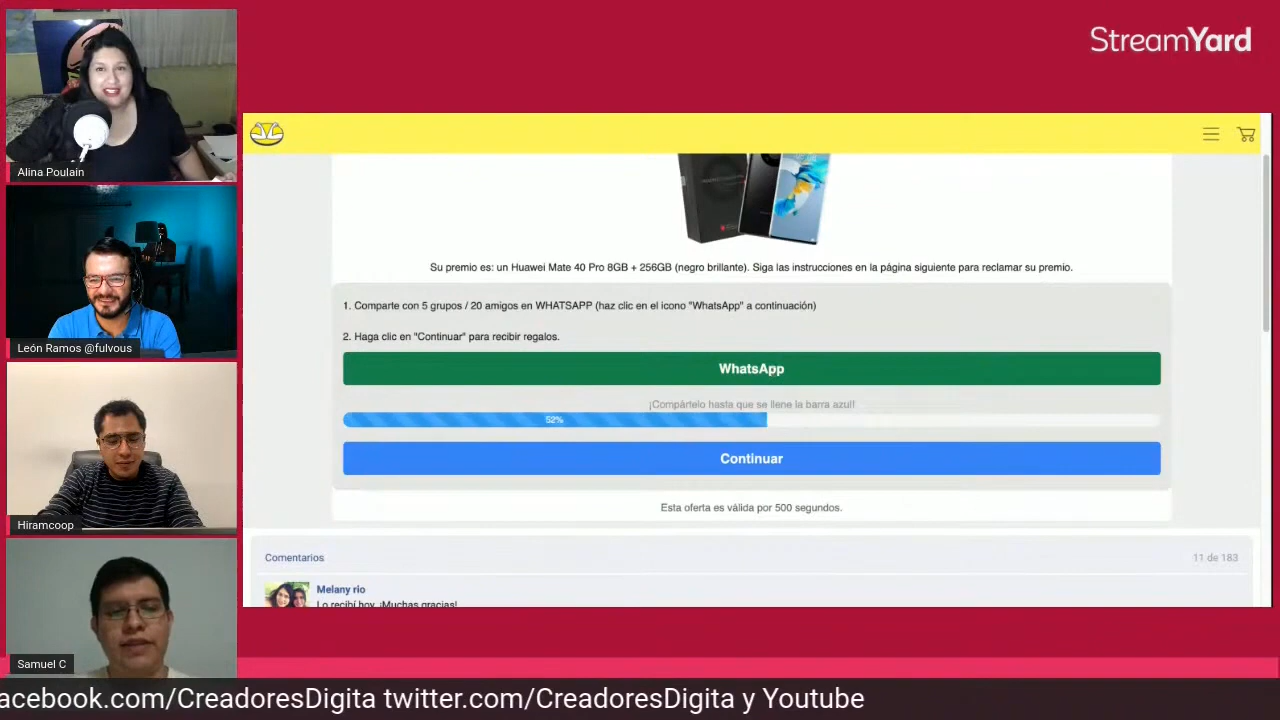 StreamYard
Alina Poulain
León Ramos @fulvous
Hiramcoop
Samuel C
Su premio es: un Huawei Mate 40 Pro 8GB + 256GB (negro brillante). Siga las instrucciones en la página siguiente para reclamar su premio.
1. Comparte con 5 grupos / 20 amigos en WHATSAPP (haz clic en el icono "WhatsApp" a continuación)
2. Haga clic en "Continuar" para recibir regalos.
WhatsApp
¡Compártelo hasta que se llene la barra azul!
52%
Continuar
Esta oferta es válida por 500 segundos.
Comentarios
11 de 183
Melany rio
Lo recibí hoy, ¡Muchas gracias!
acebook.com/CreadoresDigita twitter.com/CreadoresDigita y Youtube